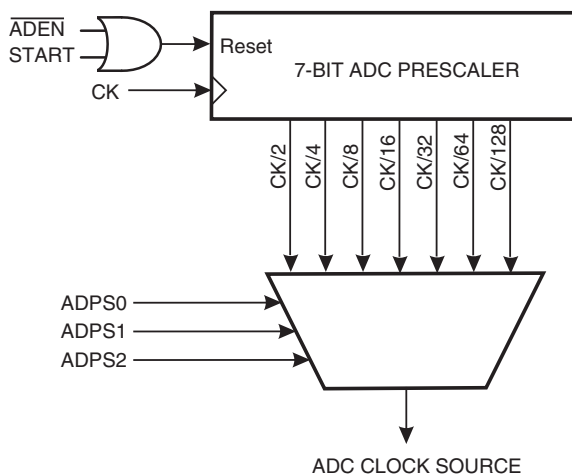 ADEN
START
Reset
7-BIT ADC PRESCALER
CK
CK/2
CK/4
CK/8
CK/16
CK/32
CK/64
CK/128
ADPS0
ADPS1
ADPS2
ADC CLOCK SOURCE